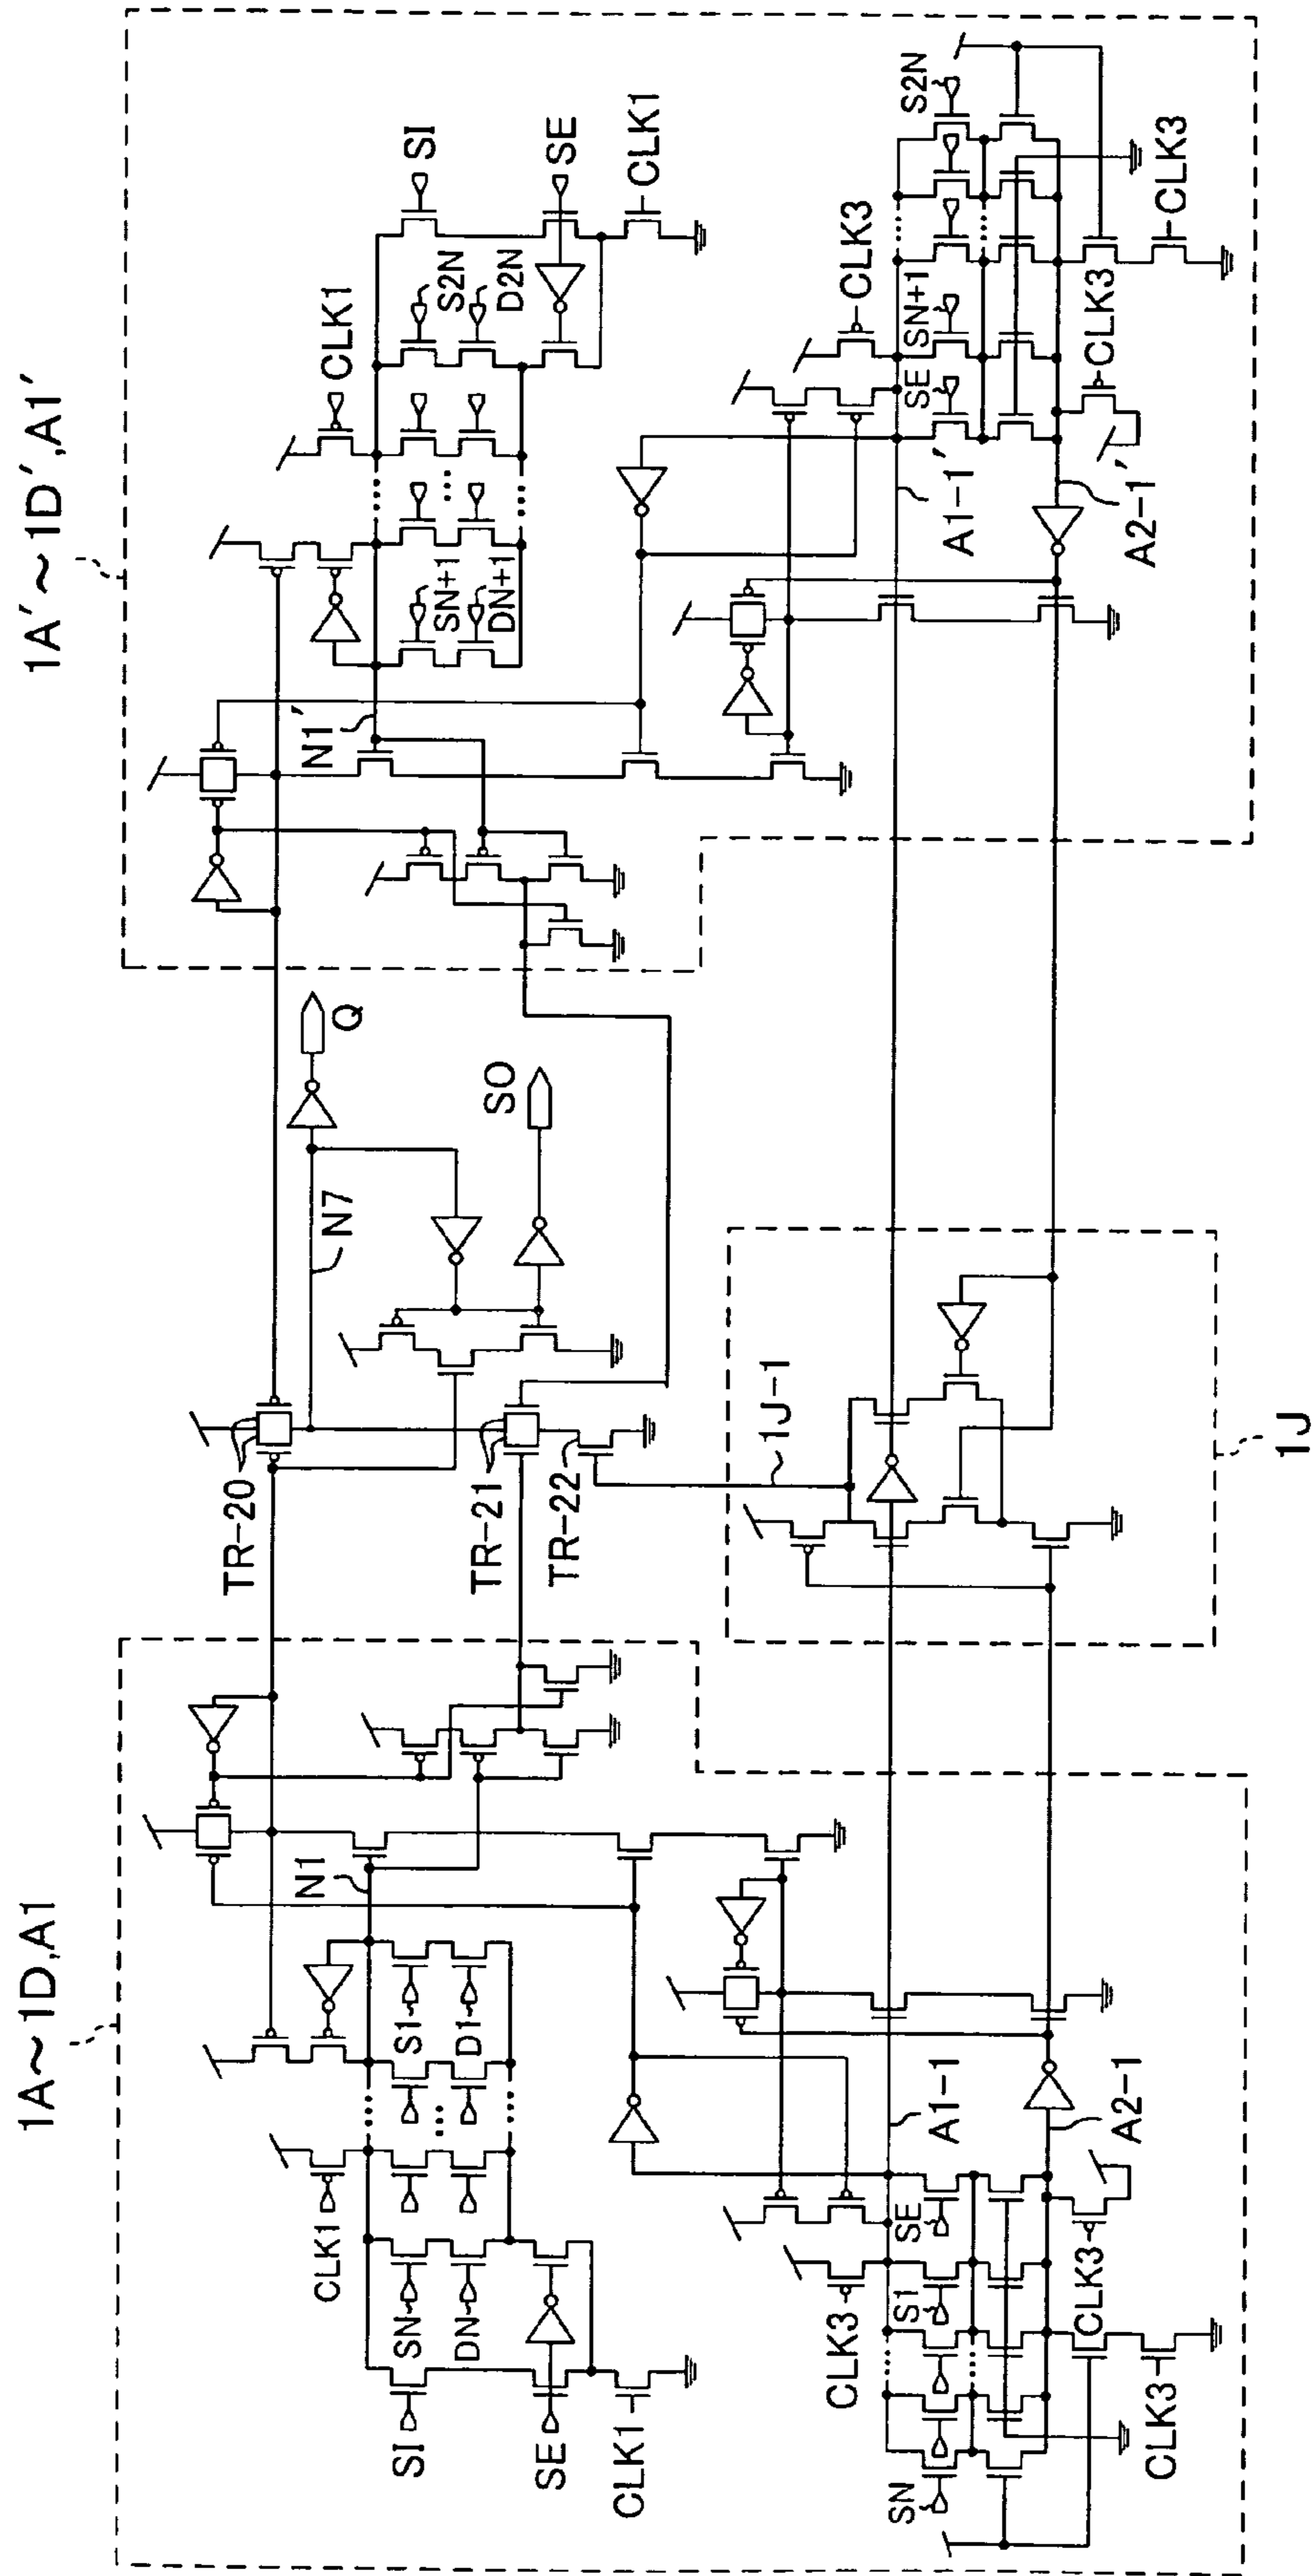 1A~1D,A1
1A'~1D',A1'
CLK1
SI
SE
CLK1
SN
DN
S1
D1
N1
TR-20
TR-21
TR-22
N7
Q
SO
N1'
SN+1
DN+1
CLK1
S2N
D2N
SI
SE
CLK1
SN
CLK3
S1
SE
CLK3
CLK3
A1-1
A2-1
1J-1
1J
A1-1'
A2-1'
SE
SN+1
CLK3
S2N
CLK3
CLK3